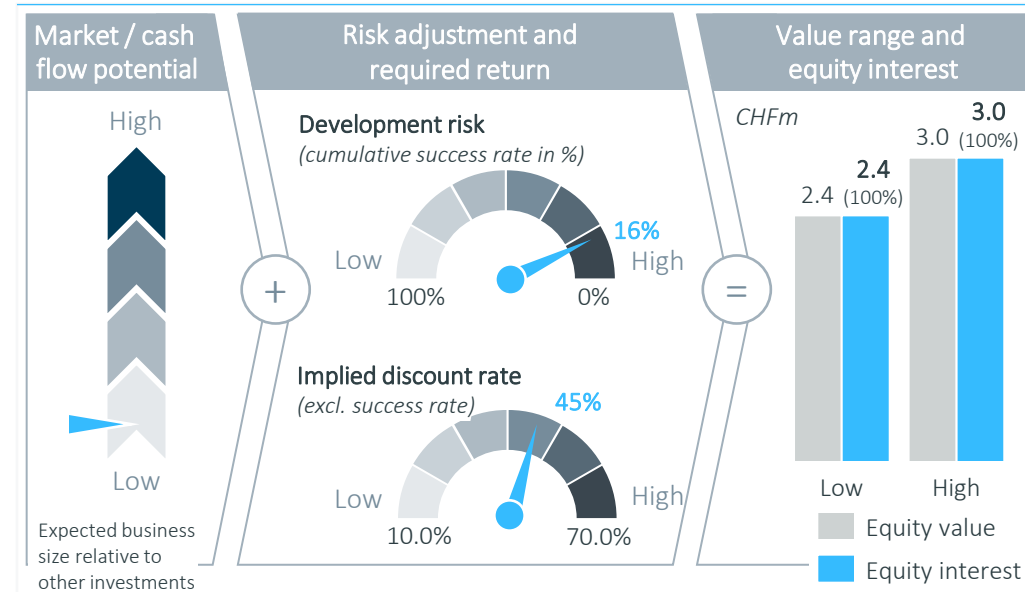 Market / cash
flow potential
High
Low
Expected business
size relative to
other investments
+
Risk adjustment and
required return
Development risk
(cumulative success rate in %)
16%
Low
High
100%
0%
Implied discount rate
(excl. success rate)
45%
Low
High
10.0%
70.0%
=
Value range and
equity interest
CHFm
3.0
3.0 (100%)
2.4
2.4 (100%)
Low
High
Equity value
Equity interest